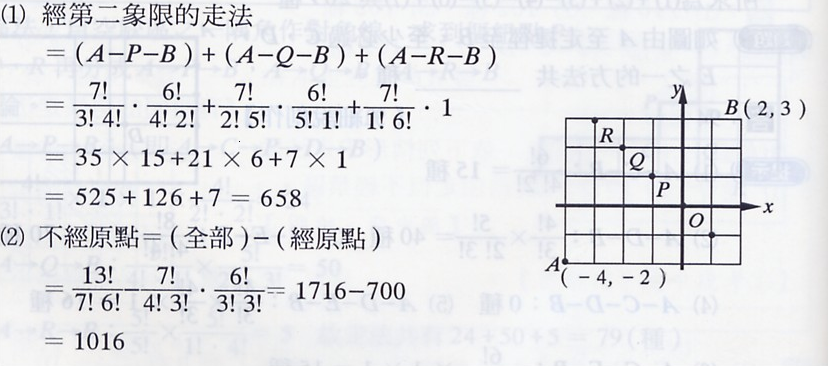 (1) 經第二象限的走法
=(A-P-B)+(A-Q-B)+(A-R-B)
= 7!/3! 4! · 6!/4! 2! + 7!/2! 5! · 6!/5! 1! + 7!/1! 6! · 1
= 35 × 15 + 21 × 6 + 7 × 1
= 525 + 126 + 7 = 658
(2) 不經原點=(全部)-(經原點)
= 13!/7! 6! - 7!/4! 3! · 6!/3! 3! = 1716-700
= 1016
y
B(2,3)
R
Q
P
x
O
A
(-4, -2)